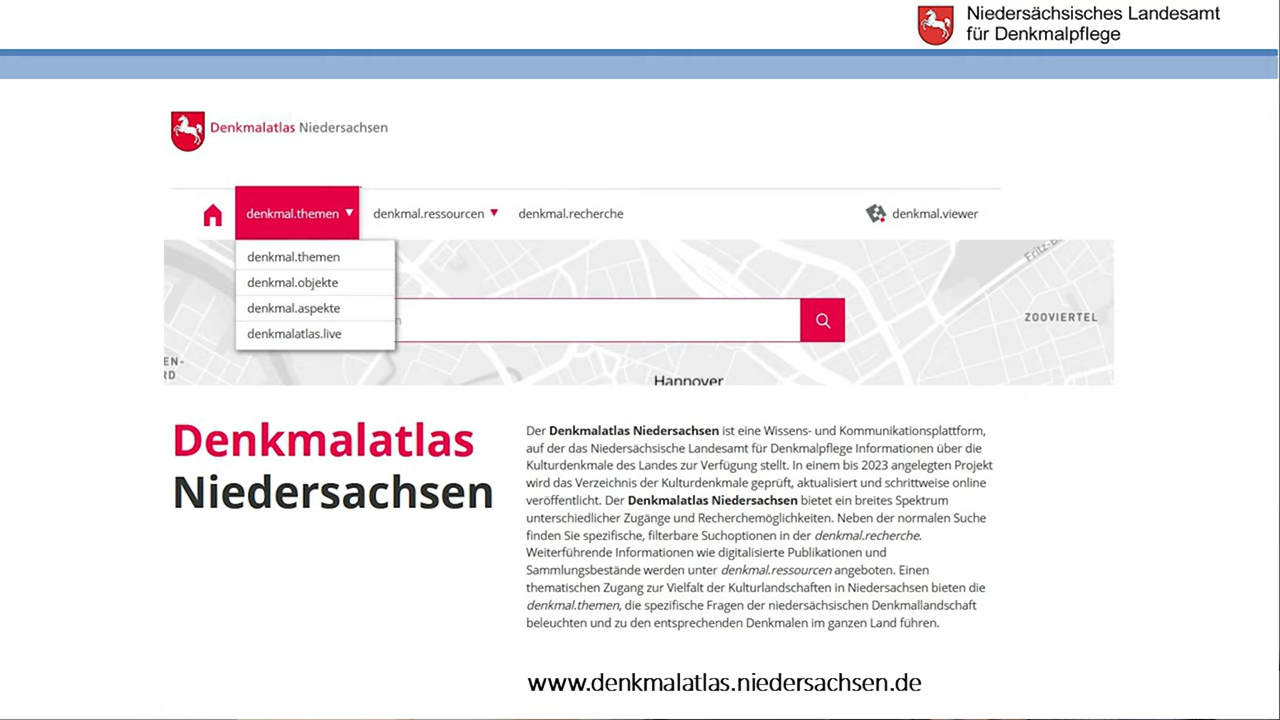 Niedersächsisches Landesamt
für Denkmalpflege
Denkmalatlas Niedersachsen
denkmal.themen
denkmal.ressourcen
denkmal.recherche
denkmal.viewer
denkmal.themen
denkmal.objekte
denkmal.aspekte
denkmalatlas.live
ZOOVIERTEL
Hannover
Denkmalatlas
Niedersachsen
Der Denkmalatlas Niedersachsen ist eine Wissens- und Kommunikationsplattform,
auf der das Niedersächsische Landesamt für Denkmalpflege Informationen über die
Kulturdenkmale des Landes zur Verfügung stellt. In einem bis 2023 angelegten Projekt
wird das Verzeichnis der Kulturdenkmale geprüft, aktualisiert und schrittweise online
veröffentlicht. Der Denkmalatlas Niedersachsen bietet ein breites Spektrum
unterschiedlicher Zugänge und Recherchemöglichkeiten. Neben der normalen Suche
finden Sie spezifische, filterbare Suchoptionen in der denkmal.recherche.
Weiterführende Informationen wie digitalisierte Publikationen und
Sammlungsbestände werden unter denkmal.ressourcen angeboten. Einen
thematischen Zugang zur Vielfalt der Kulturlandschaften in Niedersachsen bieten die
denkmal.themen, die spezifische Fragen der niedersächsischen Denkmallandschaft
beleuchten und zu den entsprechenden Denkmalen im ganzen Land führen.
www.denkmalatlas.niedersachsen.de